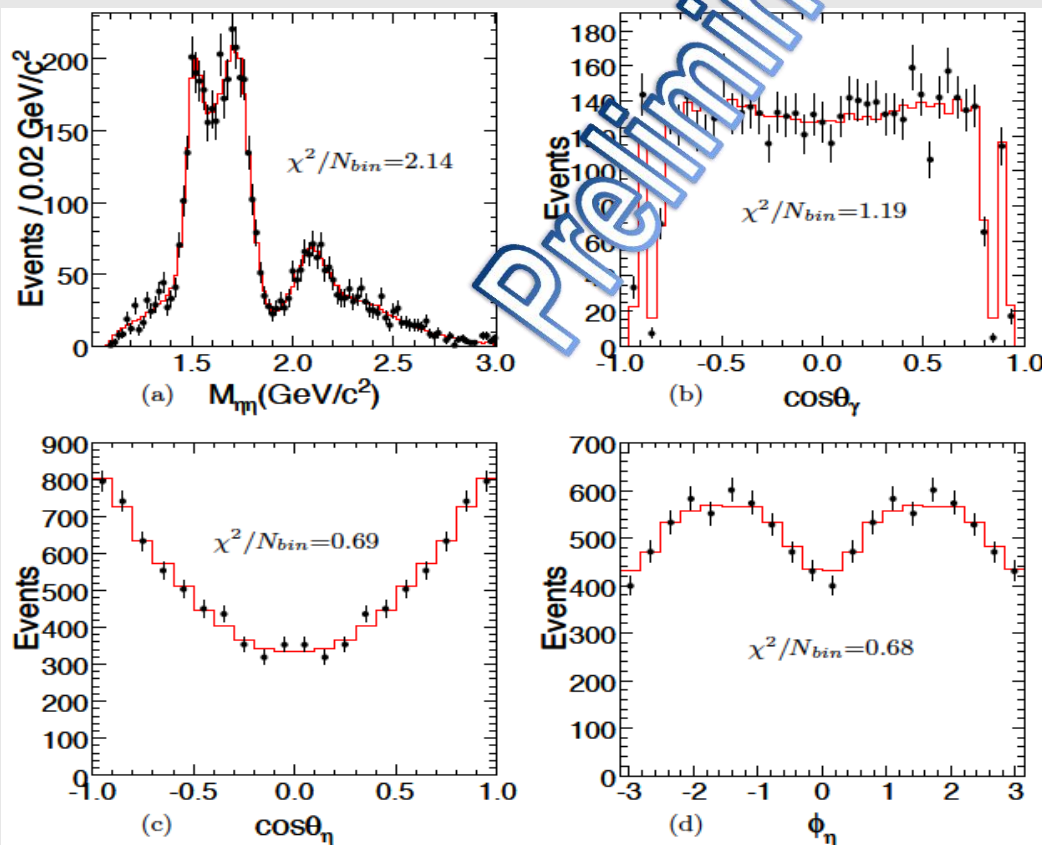 Events / 0.02 GeV/c²
200
150
100
50
0
χ²/N_bin=2.14
1.5 2.0 2.5 3.0
(a) M_ηη(GeV/c²)
Events
180
160
140
120
100
80
60
40
20
0
χ²/N_bin=1.19
-1.0 -0.5 0.0 0.5 1.0
(b) cosθ_γ
Prelimin
Events
900
800
700
600
500
400
300
200
100
0
χ²/N_bin=0.69
-1.0 -0.5 0.0 0.5 1.0
(c) cosθ_η
Events
700
600
500
400
300
200
100
0
χ²/N_bin=0.68
-3 -2 -1 0 1 2 3
(d) ϕ_η